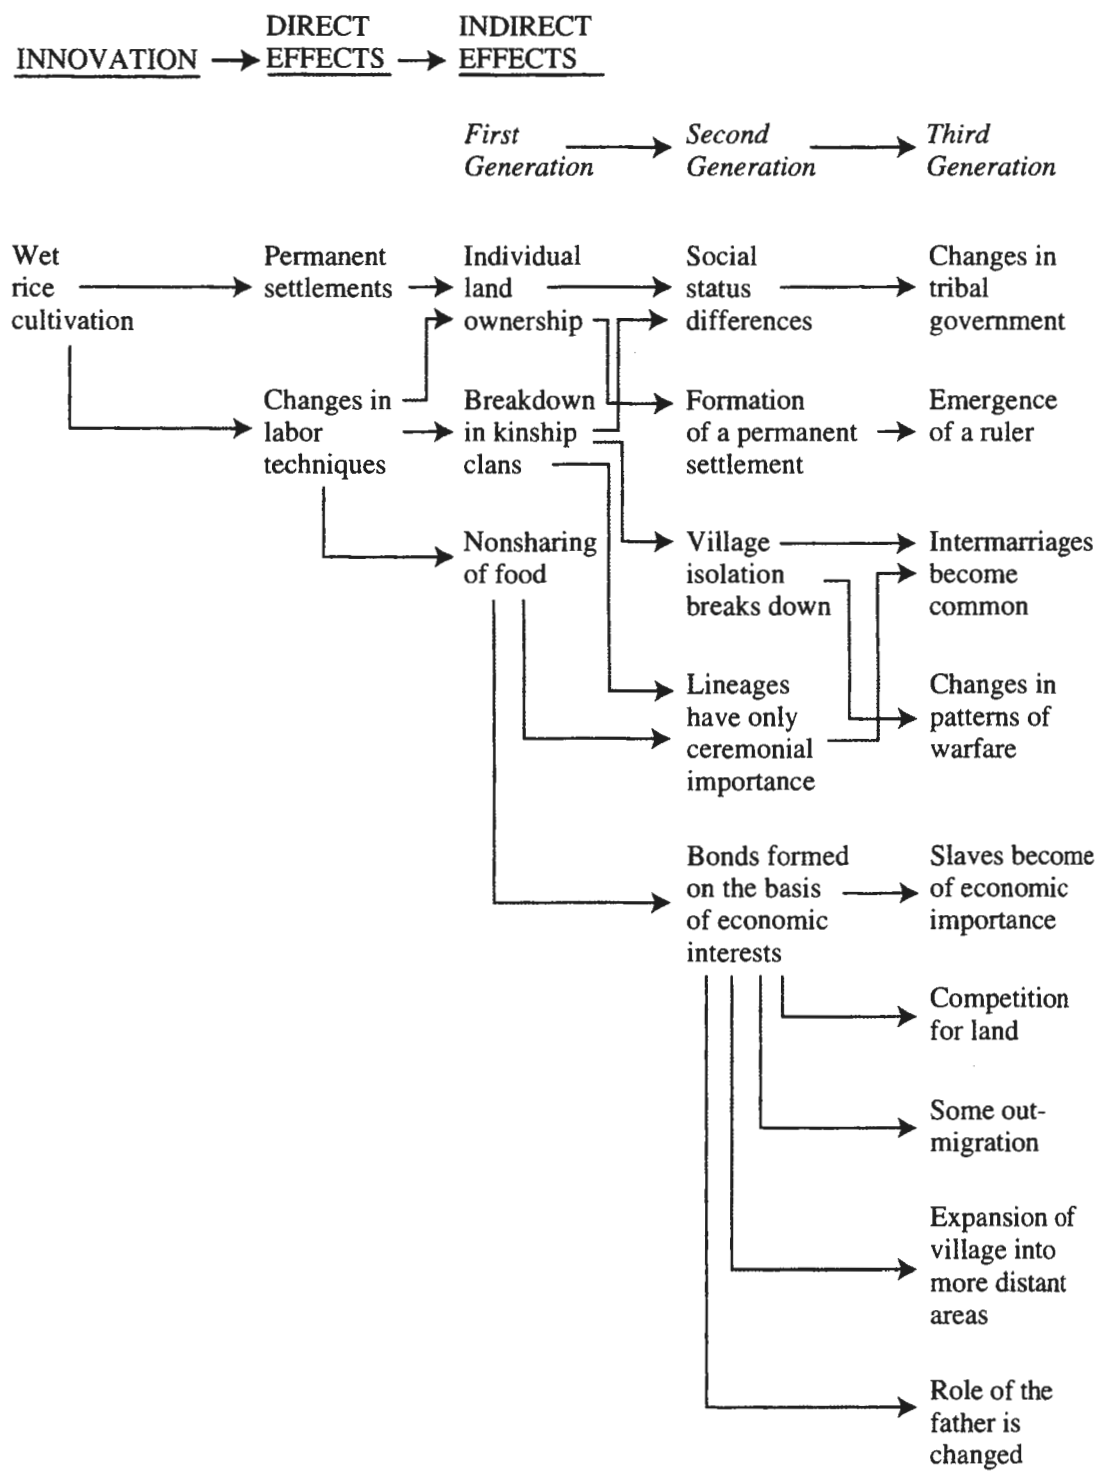 DIRECT
INDIRECT
INNOVATION
EFFECTS
EFFECTS
First
Generation
Second
Generation
Third
Generation
Wet
rice
cultivation
Permanent
settlements
Individual
land
ownership
Social
status
differences
Changes in
tribal
government
Changes in
labor
techniques
Breakdown
in kinship
clans
Formation
of a permanent
settlement
Emergence
of a ruler
Nonsharing
of food
Village
isolation
breaks down
Intermarriages
become
common
Lineages
have only
ceremonial
importance
Changes in
patterns of
warfare
Bonds formed
on the basis
of economic
interests
Slaves become
of economic
importance
Competition
for land
Some out-
migration
Expansion of
village into
more distant
areas
Role of the
father is
changed